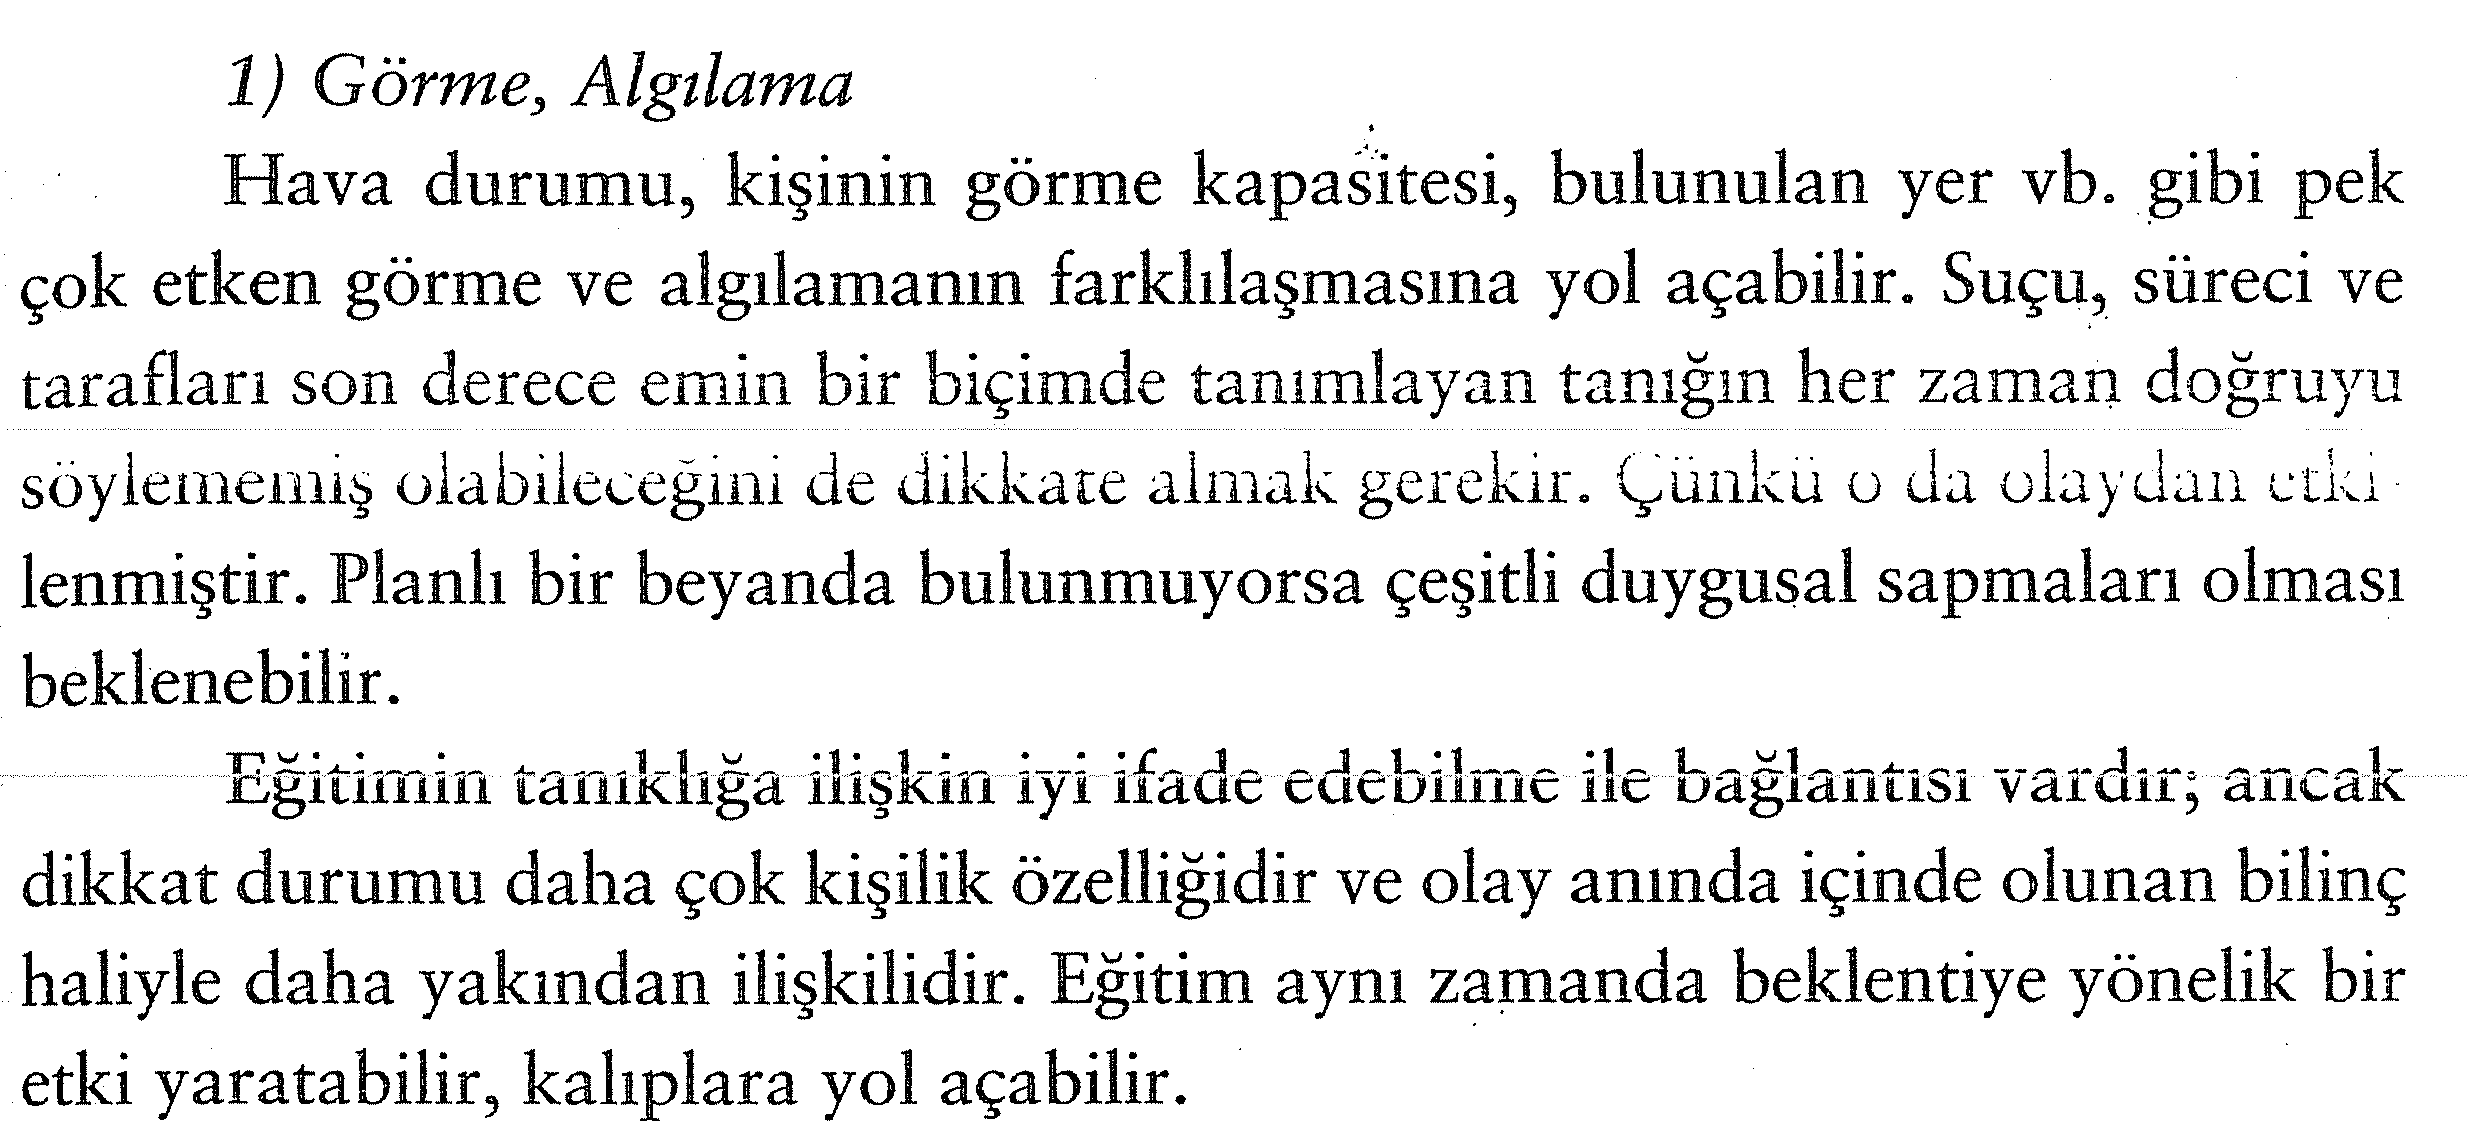 1) Görme, Algılama
Hava durumu, kişinin görme kapasitesi, bulunulan yer vb. gibi pek
çok etken görme ve algılamanın farklılaşmasına yol açabilir. Suçu, süreci ve
tarafları son derece emin bir biçimde tanımlayan tanığın her zaman doğruyu
söylememiş olabileceğini de dikkate almak gerekir. Çünkü o da olaydan etki-
lenmiştir. Planlı bir beyanda bulunmuyorsa çeşitli duygusal sapmaları olması
beklenebilir.
Eğitimin tanıklığa ilişkin iyi ifade edebilme ile bağlantısı vardır; ancak
dikkat durumu daha çok kişilik özelliğidir ve olay anında içinde olunan bilinç
haliyle daha yakından ilişkilidir. Eğitim aynı zamanda beklentiye yönelik bir
etki yaratabilir, kalıplara yol açabilir.